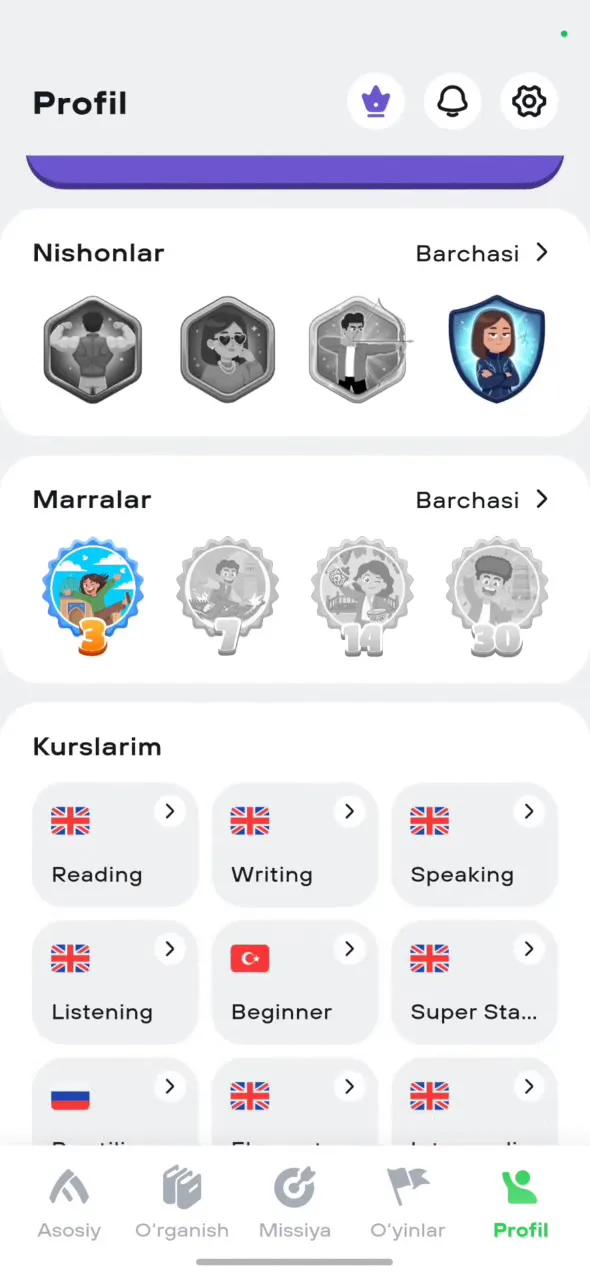 Profil
Nishonlar
Barchasi
Marralar
Barchasi
3
7
14
30
Kurslarim
Reading
Writing
Speaking
Listening
Beginner
Super Sta...
Asosiy
O'rganish
Missiya
O'yinlar
Profil